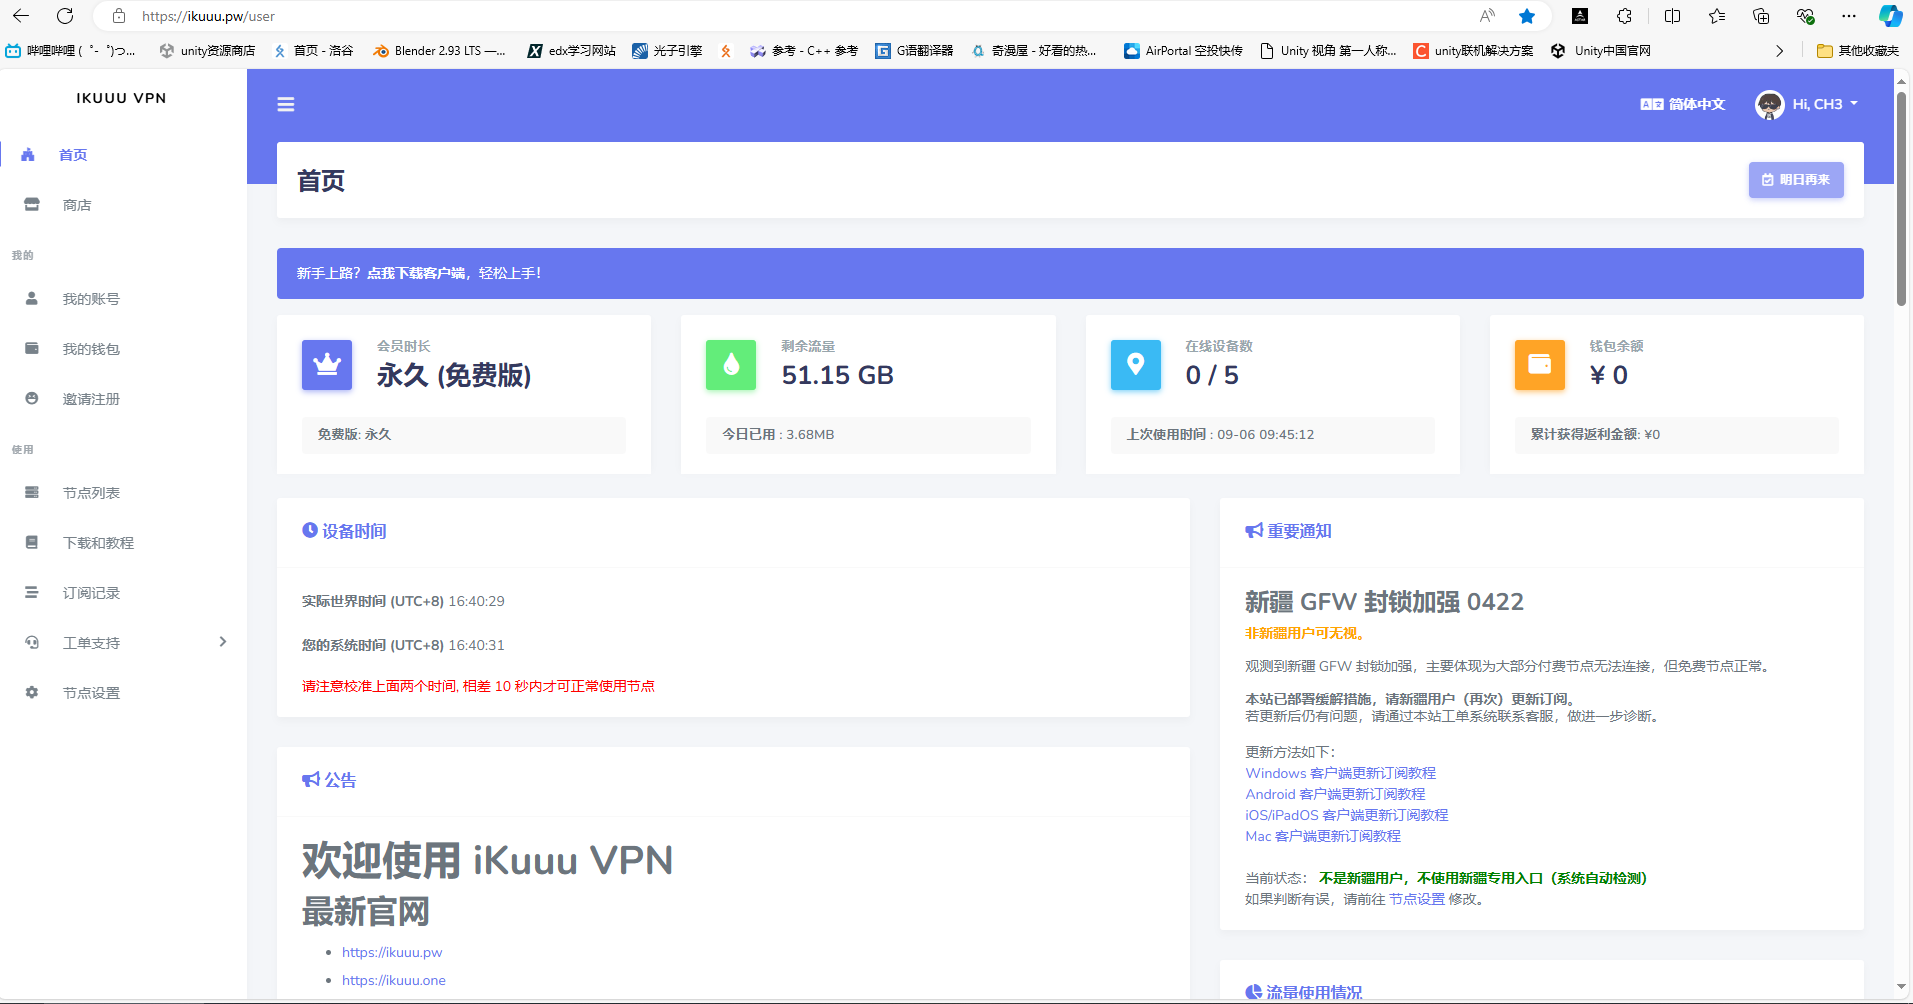 https://ikuuu.pw/user
哔哩哔哩 (゜-゜)つ...
unity资源商店
首页 - 洛谷
Blender 2.93 LTS —...
edx学习网站
光子引擎
参考 - C++ 参考
G语翻译器
奇漫屋 - 好看的热...
AirPortal 空投快传
Unity 视角 第一人称...
unity联机解决方案
Unity中国官网
其他收藏夹
IKUUU VPN
简体中文
Hi, CH3
首页
商店
我的
我的账号
我的钱包
邀请注册
使用
节点列表
下载和教程
订阅记录
工单支持
节点设置
首页
明日再来
新手上路？点我下载客户端，轻松上手！
会员时长
永久 (免费版)
免费版: 永久
剩余流量
51.15 GB
今日已用 : 3.68MB
在线设备数
0 / 5
上次使用时间 : 09-06 09:45:12
钱包余额
¥ 0
累计获得返利金额: ¥0
设备时间
实际世界时间 (UTC+8) 16:40:29
您的系统时间 (UTC+8) 16:40:31
请注意校准上面两个时间, 相差 10 秒内才可正常使用节点
公告
欢迎使用 iKuuu VPN
最新官网
https://ikuuu.pw
https://ikuuu.one
重要通知
新疆 GFW 封锁加强 0422
非新疆用户可无视。
观测到新疆 GFW 封锁加强，主要体现为大部分付费节点无法连接，但免费节点正常。
本站已部署缓解措施，请新疆用户（再次）更新订阅。
若更新后仍有问题，请通过本站工单系统联系客服，做进一步诊断。
更新方法如下：
Windows 客户端更新订阅教程
Android 客户端更新订阅教程
iOS/iPadOS 客户端更新订阅教程
Mac 客户端更新订阅教程
当前状态： 不是新疆用户，不使用新疆专用入口（系统自动检测）
如果判断有误，请前往 节点设置 修改。
流量使用情况